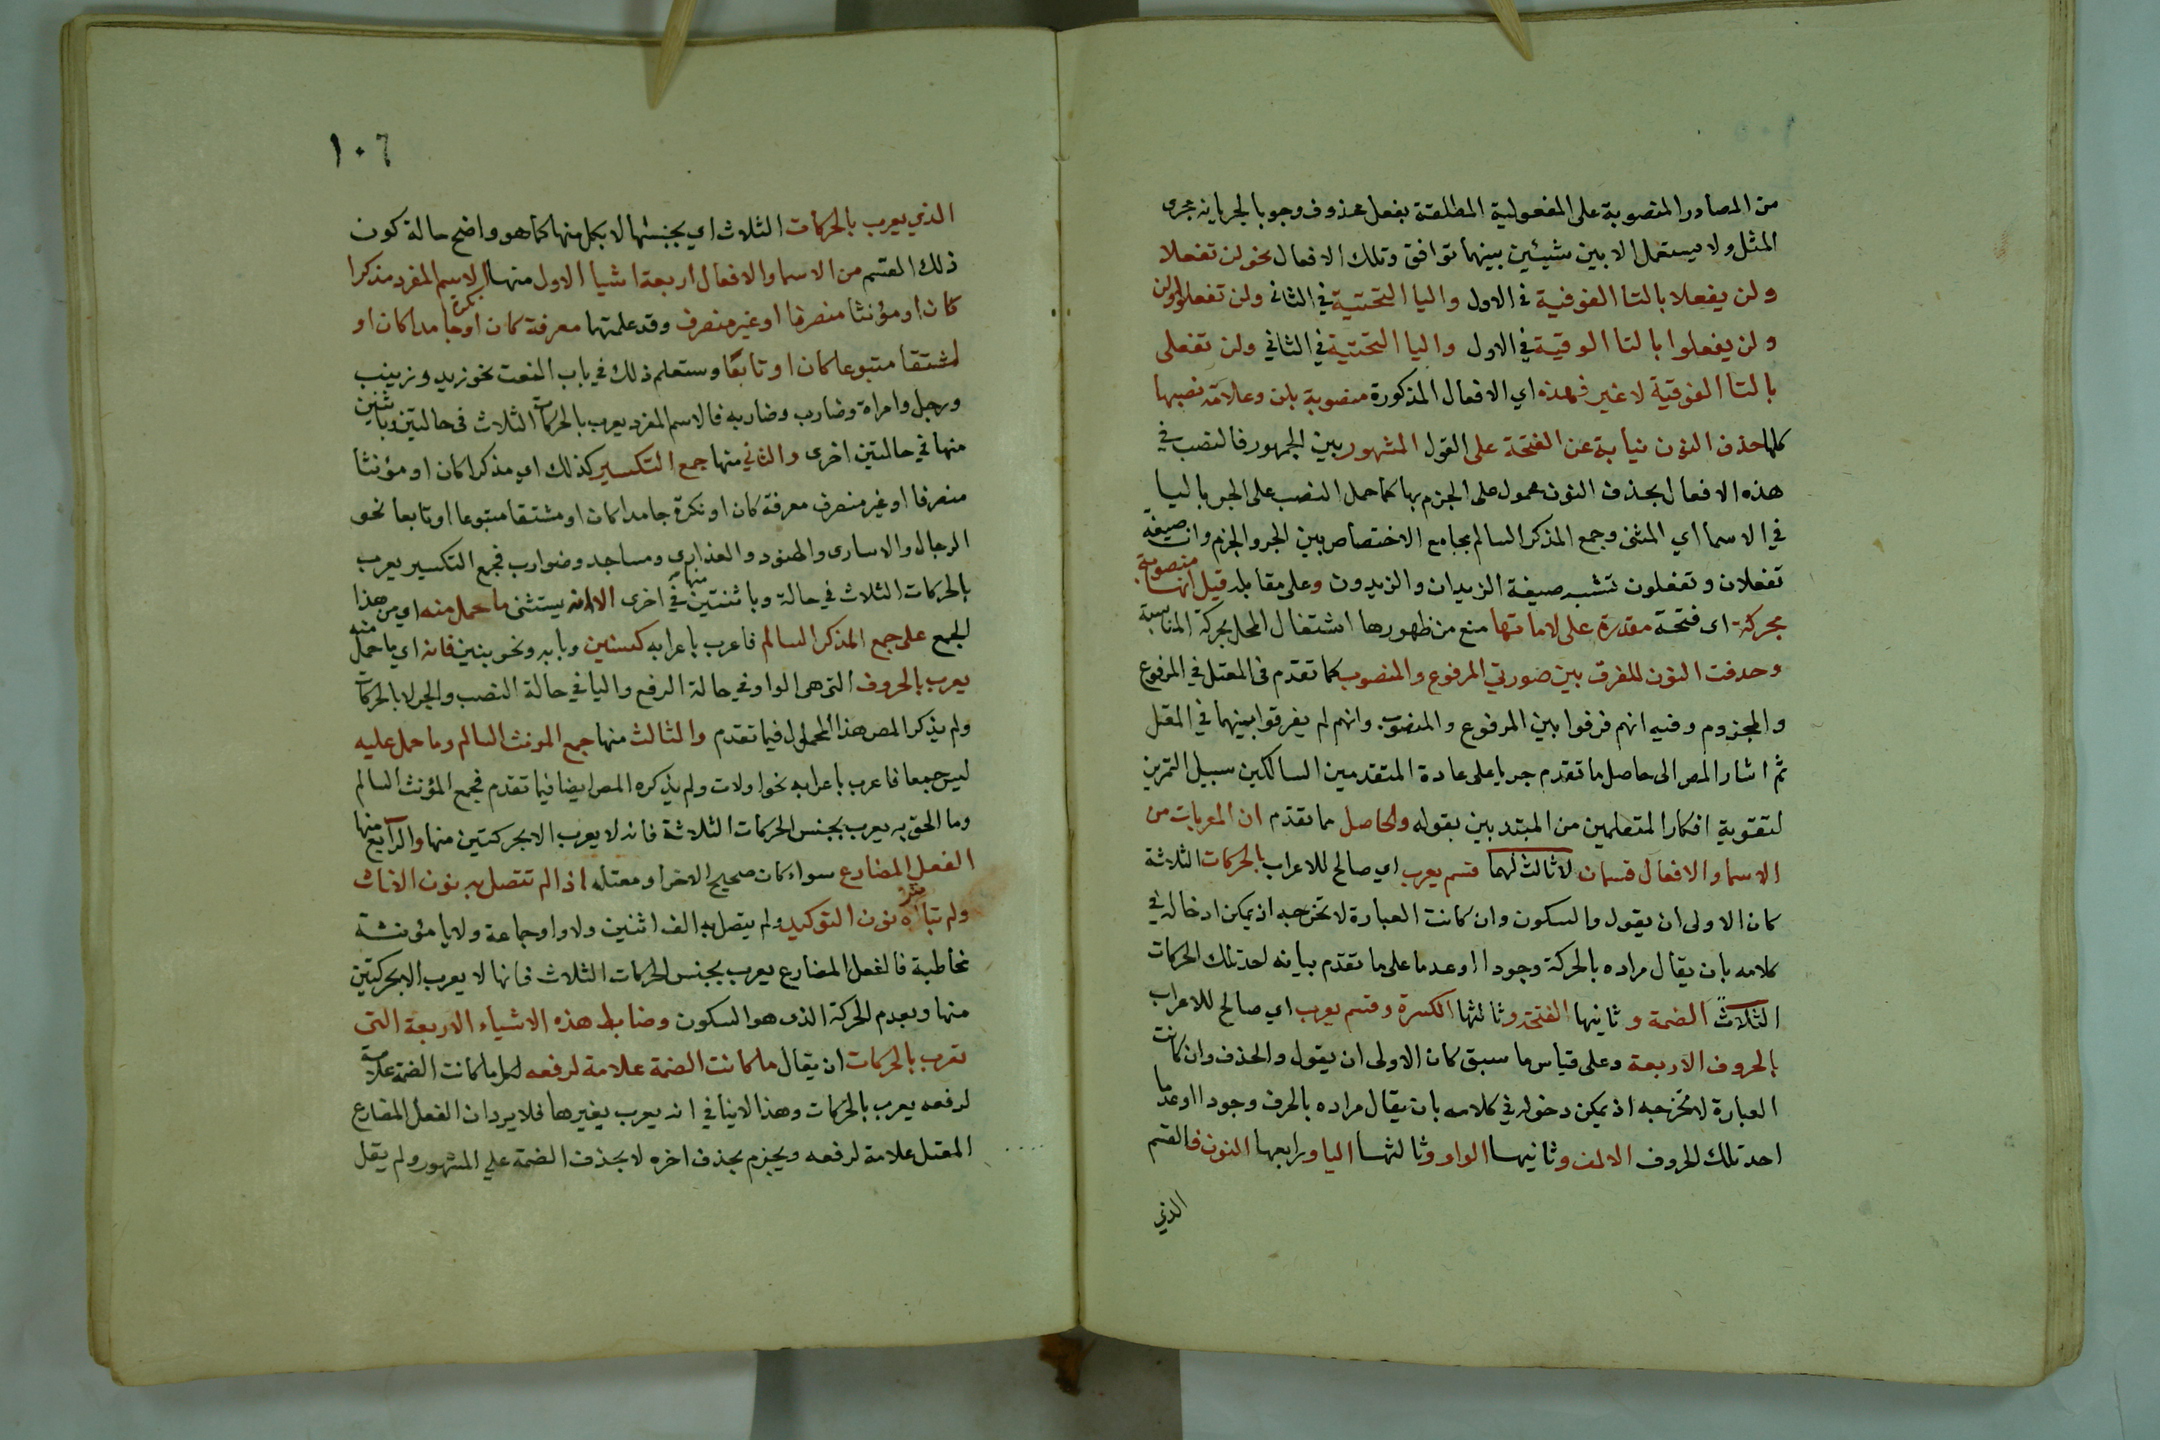 من المصادر المنصوبة على المفعولية المطلقة بفعل محذوف وجوبا لجريانه مجرى
المثل ولا يستعمل الا بين شيئين بينهما توافق وتلك الافعال نحو لن تفعلا
ولن يفعلا بالتا الفوقية في الاول واليا التحتية في الثاني ولن تفعلوا
ولن يفعلوا بالتا الوقية في الاول واليا التحتية في الثاني ولن تفعلى
بالتا الفوقية لا غير فهذه اي الافعال المذكورة منصوبة بلن وعلامة نصبها
كلها حذف النون نيابة عن الفتحة على القول المشهور بين الجمهور فالنصب في
هذه الافعال بحذف النون محمول على الجزم بها كما حمل النصب على الجر باليا
في الاسما اي المثنى وجمع المذكر السالم بجامع الاختصاص بين الجر والجزم وان صيغة
تفعلان وتفعلون تشبه صيغة الزيدان والزيدون وعلى مقابله قيل انها منصوبة
بحركة اى فتحة مقدرة على لاماتها منع من ظهورها اشتغال المحل بحركة المناسبة
وحدفت النون للفرق بين صورتي المرفوع والمنصوب كما تقدم فى المعتل في المرفوع
والمجزوم وفيه انهم فرقوا بين المرفوع والمنصوب وانهم لم يفرقوا بينهما في المعتل
ثم اشار المص الى حاصل ما تقدم جريا على عادة المتقدمين السالكين سبيل التمرين
لتقوية افكار المتعلمين من المبتديين بقوله والحاصل مما تقدم ان المعربات من
الاسما والافعال قسمان لا ثالث لهما قسم يعرب اي صالح للاعراب بالحركات الثلاثة
كان الاولى ان يقول والسكون وان كانت العبارة لا تخرجه اذ يمكن ادخاله في
كلامه بان يقال مراده بالحركة وجودا او عدما على ما تقدم بيانه احد تلك الحركات
الثلاث الضمة وثانيها الفتحة وثالثها الكسرة وقسم يعرب اي صالح للاعراب
بالحروف الاربعة وعلى قياس ما سبق كان الاولى ان يقول والحذف وان كانت
العبارة لا تخرجه اذ يمكن دخوله في كلامه بان يقال مراده بالحرف وجودا او عدما
احد تلك الحروف الالف وثانيها الواو وثالثها اليا ورابعها النون فالقسم
الذي
١٠٦
الذي يعرب بالحركات الثلاث اي بجنسها لا بكل منها كما هو واضح حالة كون
ذلك القسم من الاسما والافعال اربعة اشيا الاول منها الاسم المفرد مذكرا
كان او مؤنثا منصرفا او غير منصرف وقد علمتها معرفة كان او نكرة جامدا كان او
مشتقا متبوعا كان او تابعًا وستعلم ذلك في باب النعت نحو زيد وزينب
ورجل وامراة وضارب وضاربه فالاسم المفرد يعرب بالحركات الثلاث في حالتين وباثنين
منها في حالتين اخرى والثاني منها جمع التكسير كذلك اي مذكرا كان او مؤنثا
منصرفا او غير منصرف معرفة كان او نكرة جامدا كان او مشتقا متبوعا او تابعا نحو
الرجال والاسارى والهنود والعذارى ومساجد وضوارب فجمع التكسير يعرب
بالحركات الثلاث في حالة وباثنتين منها في اخرى الا انه يستثنى ما حمل منه اي من هذا
الجمع على جمع المذكر السالم فاعرب باعرابه كسنين وبابه ونحو بنين فانه اي ما حمل منه
يعرب بالحروف التي هي الواو في حالة الرفع واليا في حالة النصب والجر لا بالحركات
ولم يذكر المص هذا المحمول فيما تقدم والثالث منها جمع المونث السالم وما حمل عليه
ليس جمعا فاعرب باعرابه نحو اولات ولم يذكره المص ايضا فيما تقدم فجمع المؤنث السالم
وما الحق به يعرب بجنس الحركات الثلاثة فانه لا يعرب الا بحركتين منها والرابع منها
الفعل المضارع سواء كان صحيح الاخر او معتله اذا لم تتصل به نون الاناث
ولم تباشره نون التوكيد ولم يتصل به الف اثنين ولا واو جماعة ولا يا مؤنثة
مخاطبة فالفعل المضارع يعرب بجنس الحركات الثلاث فانها لا يعرب الا بحركتين
منها وبعدم الحركة الذى هو السكون وضابط هذه الاشياء الاربعة التي
تعرب بالحركات ان يقال ما كانت الضمة علامة لرفعه اي كل ما كانت الضمة علامة
لرفعه يعرب بالحركات وهذا لا ينافي انه يعرب بغيرها فلا يرد ان الفعل المضارع
المعتل علامة لرفعه ويجزم بحذف اخره لا بحذف الضمة على المشهور ولم يقل